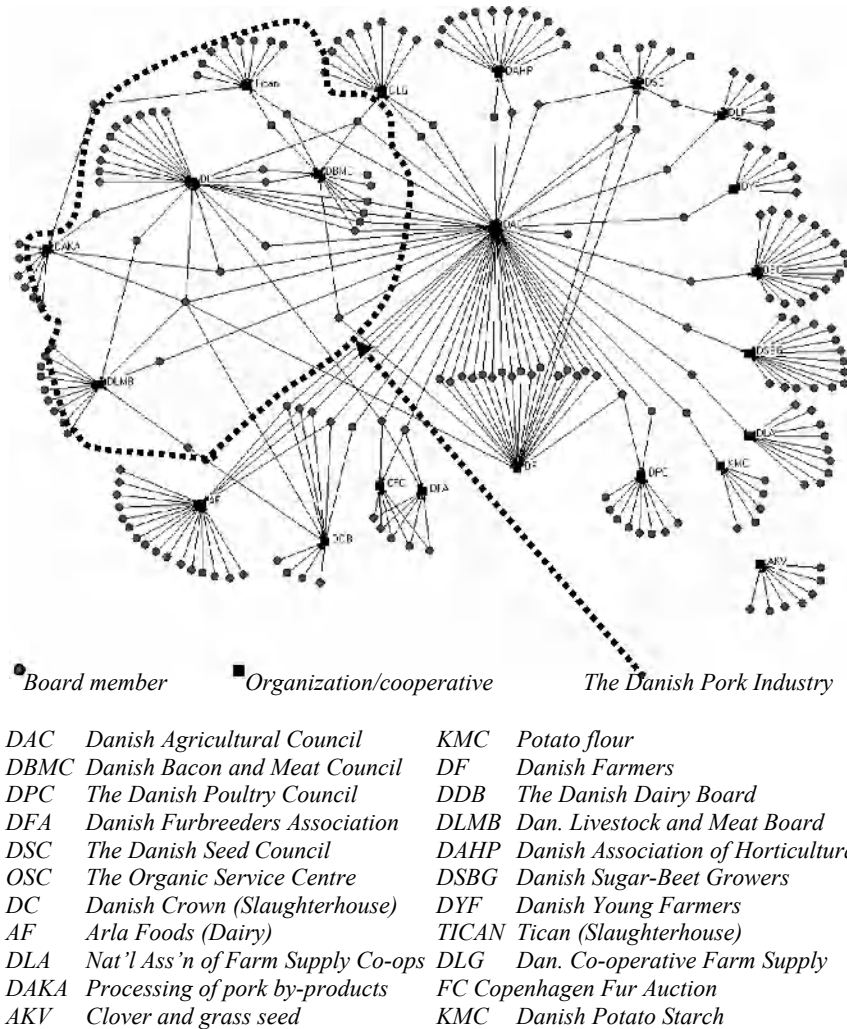 Tican
DLG
DAHP
DSC
DLF
DBMC
DC
DYF
DAC
DAKA
DSBG
DLMB
DLA
KMC
DF
DPC
AF
DFA
DDB
AKV
Board member Organization/cooperative The Danish Pork Industry
DAC Danish Agricultural Council KMC Potato flour
DBMC Danish Bacon and Meat Council DF Danish Farmers
DPC The Danish Poultry Council DDB The Danish Dairy Board
DFA Danish Furbreeders Association DLMB Dan. Livestock and Meat Board
DSC The Danish Seed Council DAHP Danish Association of Horticultura
OSC The Organic Service Centre DSBG Danish Sugar-Beet Growers
DC Danish Crown (Slaughterhouse) DYF Danish Young Farmers
AF Arla Foods (Dairy) TICAN Tican (Slaughterhouse)
DLA Nat’l Ass’n of Farm Supply Co-ops DLG Dan. Co-operative Farm Supply
DAKA Processing of pork by-products FC Copenhagen Fur Auction
AKV Clover and grass seed KMC Danish Potato Starch